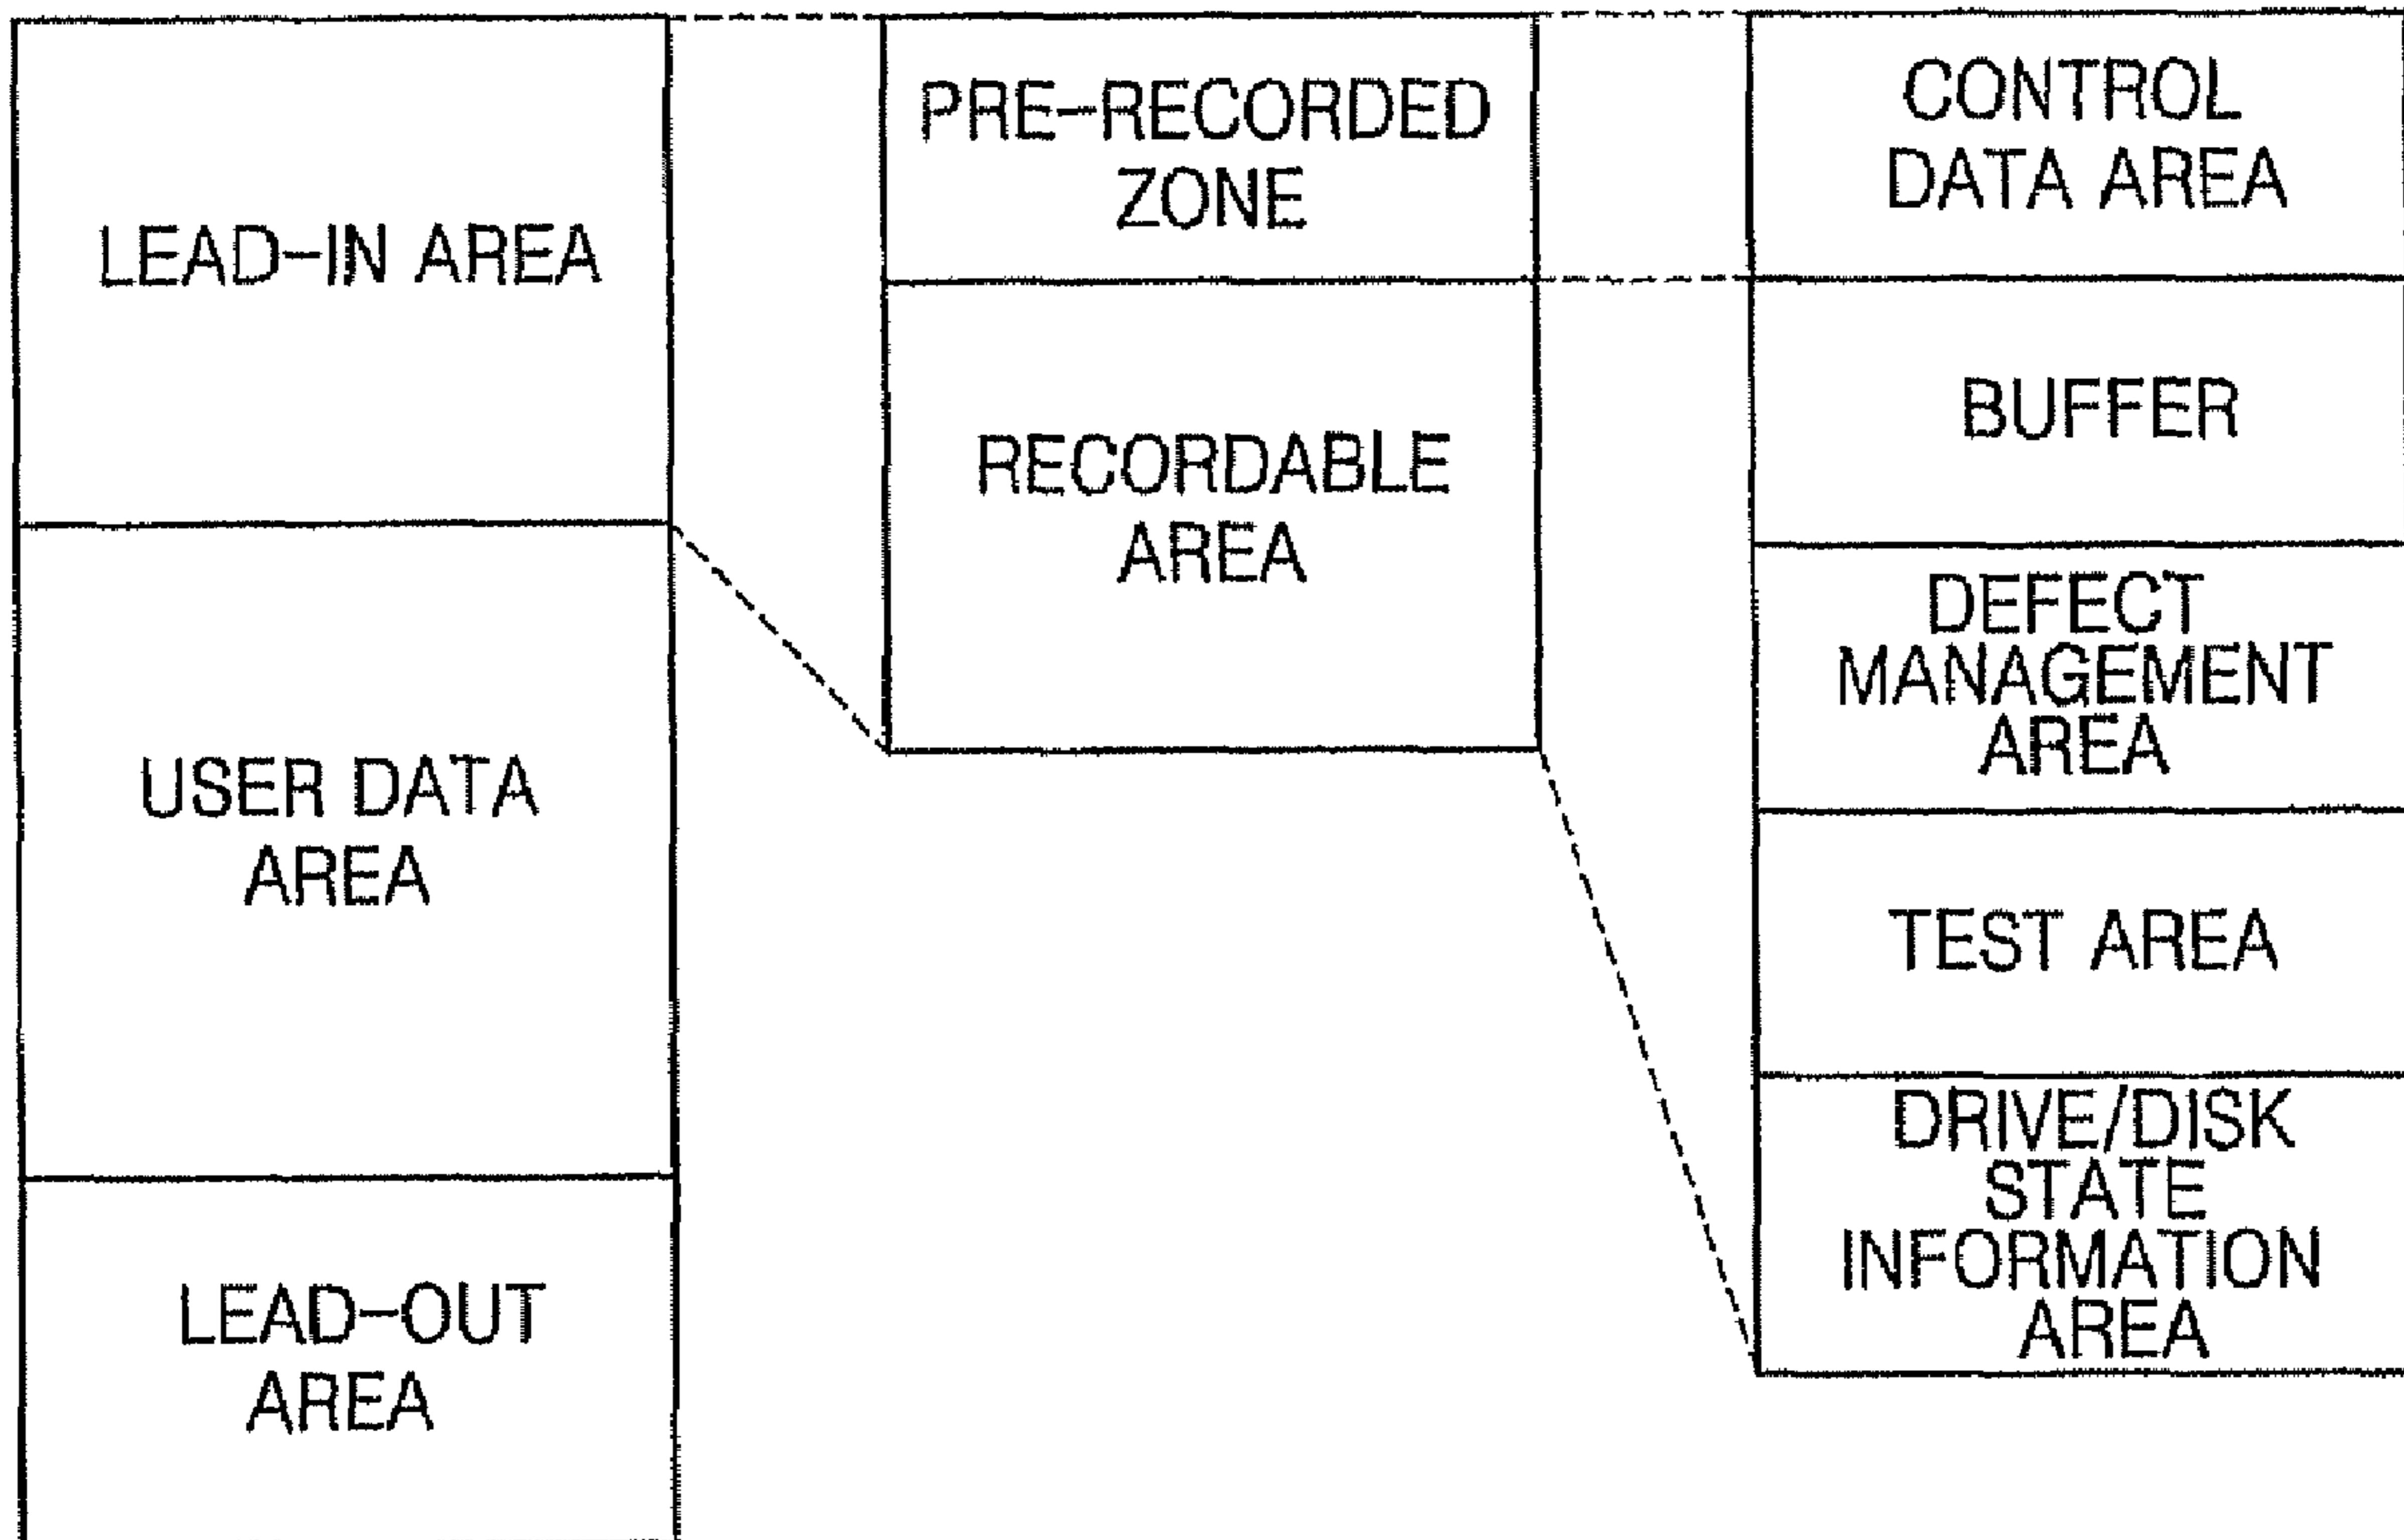 LEAD-IN AREA
USER DATA
AREA
LEAD-OUT
AREA
PRE-RECORDED
ZONE
RECORDABLE
AREA
CONTROL
DATA AREA
BUFFER
DEFECT
MANAGEMENT
AREA
TEST AREA
DRIVE/DISK
STATE
INFORMATION
AREA